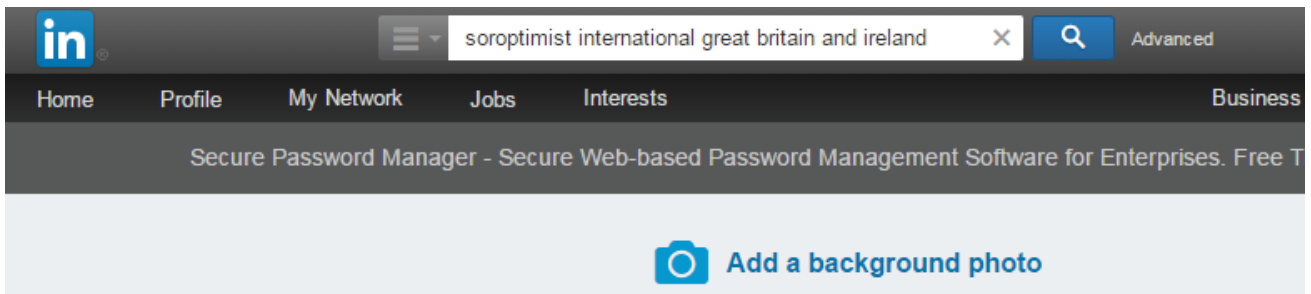 in
soroptimist international great britain and ireland
Advanced
Home Profile My Network Jobs Interests Business
Secure Password Manager - Secure Web-based Password Management Software for Enterprises. Free T
Add a background photo